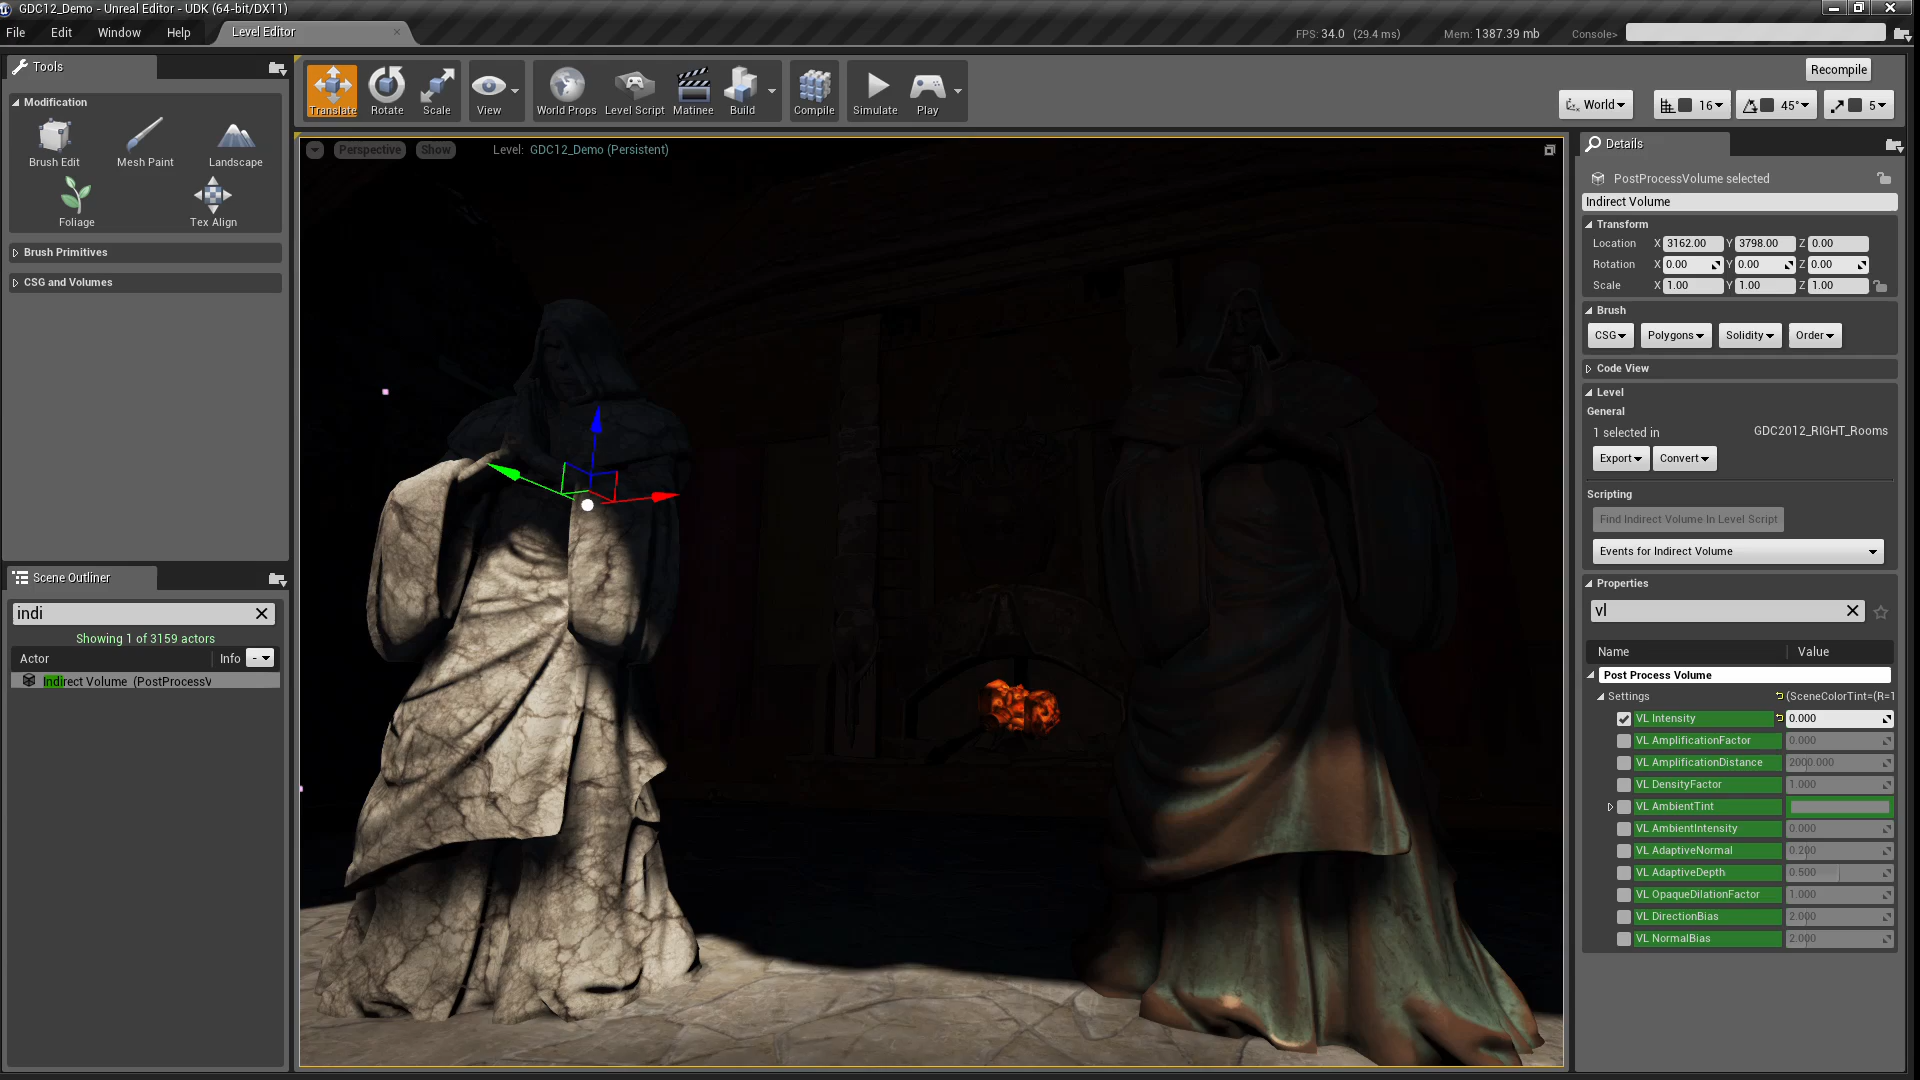 GDC12_Demo - Unreal Editor - UDK (64-bit/DX11)
File Edit Window Help Level Editor
FPS: 34.0 (29.4 ms) Mem: 1387.39 mb Console>
Tools
Modification
Brush Edit Mesh Paint Landscape
Foliage Tex Align
Brush Primitives
CSG and Volumes
Translate Rotate Scale View World Props Level Script Matinee Build Compile Simulate Play
Recompile
World 16 45° 5
Perspective Show Level: GDC12_Demo (Persistent)
Scene Outliner
indi
Showing 1 of 3159 actors
Actor Info -
Indirect Volume (PostProcessV
Details
PostProcessVolume selected
Indirect Volume
Transform
Location X 3162.00 Y 3798.00 Z 0.00
Rotation X 0.00 Y 0.00 Z 0.00
Scale X 1.00 Y 1.00 Z 1.00
Brush
CSG Polygons Solidity Order
Code View
Level
General
1 selected in GDC2012_RIGHT_Rooms
Export Convert
Scripting
Find Indirect Volume In Level Script
Events for Indirect Volume
Properties
vl
Name Value
Post Process Volume
Settings (SceneColorTint=(R=1
VL Intensity 0.000
VL AmplificationFactor 0.000
VL AmplificationDistance 2000.000
VL DensityFactor 1.000
VL AmbientTint
VL AmbientIntensity 0.000
VL AdaptiveNormal 0.200
VL AdaptiveDepth 0.500
VL OpaqueDilationFactor 1.000
VL DirectionBias 2.000
VL NormalBias 2.000